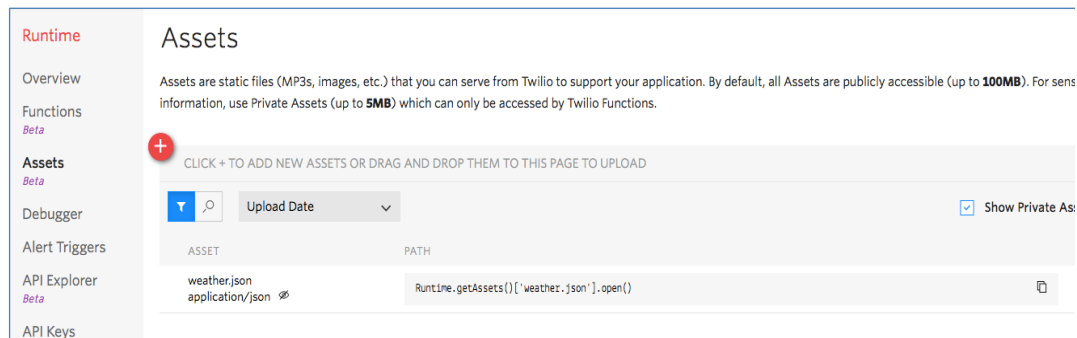 Runtime
Overview
Functions
Beta
Assets
Beta
Debugger
Alert Triggers
API Explorer
Beta
API Keys
Assets
Assets are static files (MP3s, images, etc.) that you can serve from Twilio to support your application. By default, all Assets are publicly accessible (up to 100MB). For sens
information, use Private Assets (up to 5MB) which can only be accessed by Twilio Functions.
CLICK + TO ADD NEW ASSETS OR DRAG AND DROP THEM TO THIS PAGE TO UPLOAD
Upload Date
Show Private Ass
ASSET PATH
weather.json
application/json
Runtime.getAssets()['weather.json'].open()